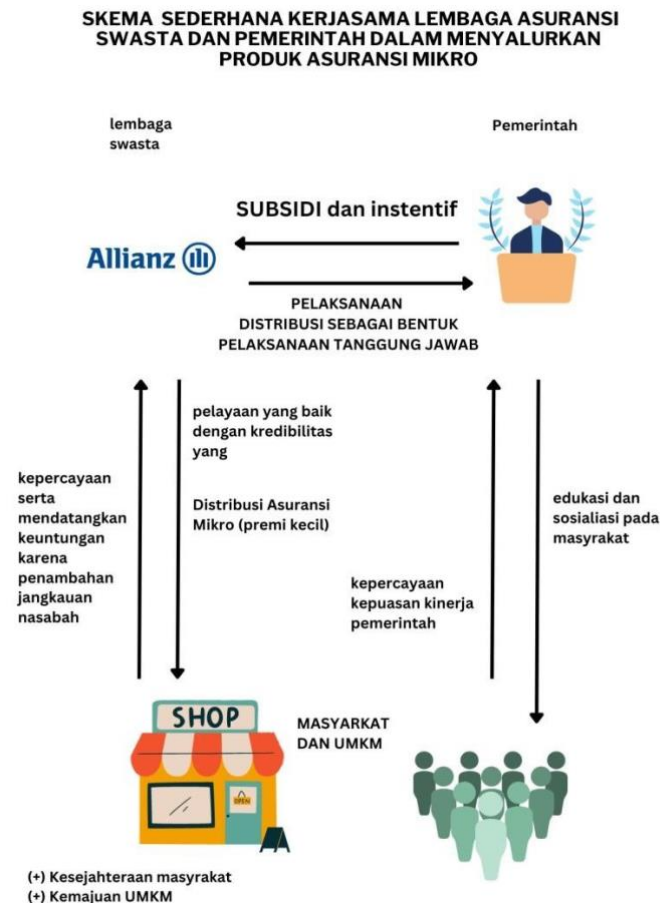 SKEMA SEDERHANA KERJASAMA LEMBAGA ASURANSI
SWASTA DAN PEMERINTAH DALAM MENYALURKAN
PRODUK ASURANSI MIKRO
lembaga
swasta
Pemerintah
SUBSIDI dan instentif
Allianz
PELAKSANAAN
DISTRIBUSI SEBAGAI BENTUK
PELAKSANAAN TANGGUNG JAWAB
pelayaan yang baik
dengan kredibilitas
yang
Distribusi Asuransi
Mikro (premi kecil)
kepercayaan
serta
mendatangkan
keuntungan
karena
penambahan
jangkauan
nasabah
kepercayaan
kepuasan kinerja
pemerintah
edukasi dan
sosialiasi pada
masyrakat
SHOP
OPEN
MASYARKAT
DAN UMKM
(+) Kesejahteraan masyrakat
(+) Kemajuan UMKM